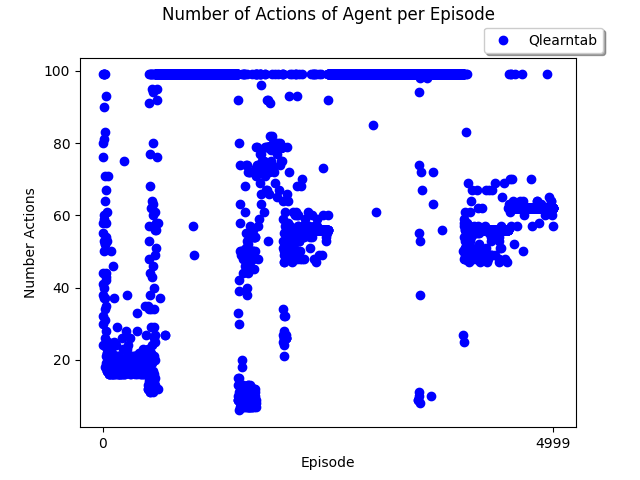 Number of Actions of Agent per Episode
Qlearntab
100
80
60
40
20
Number Actions
0 4999
Episode